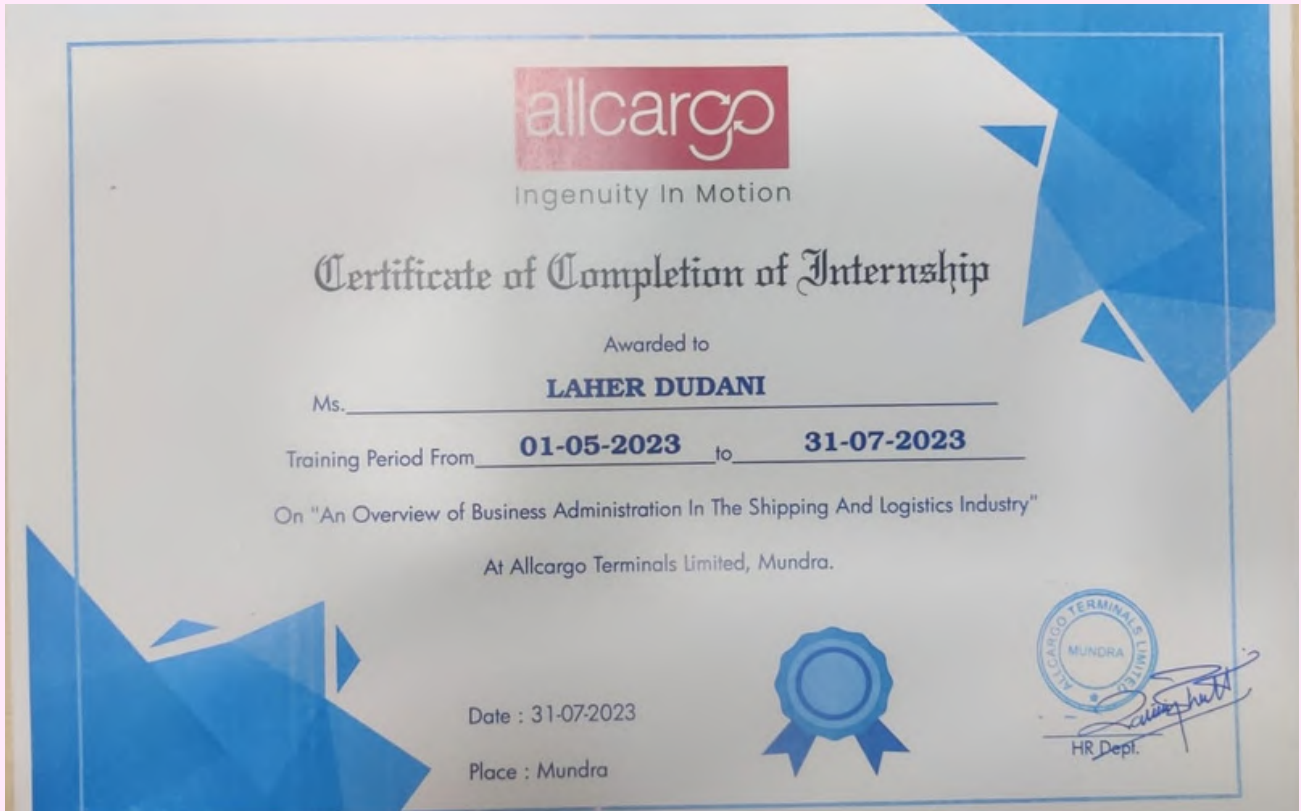 allcargo
Ingenuity In Motion
Certificate of Completion of Internship
Awarded to
Ms. LAHER DUDANI
Training Period From 01-05-2023 to 31-07-2023
On "An Overview of Business Administration In The Shipping And Logistics Industry"
At Allcargo Terminals Limited, Mundra.
ALLCARGO TERMINALS LIMITED
MUNDRA
Date : 31-07-2023
HR Dept.
Place : Mundra